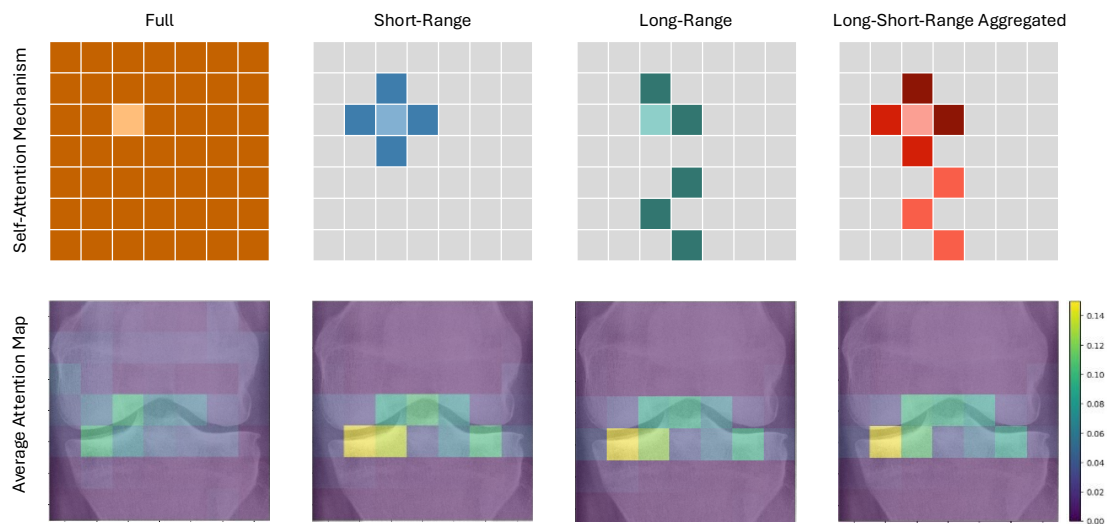 Full
Short-Range
Long-Range
Long-Short-Range Aggregated
Self-Attention Mechanism
Average Attention Map
0.14
0.12
0.10
0.08
0.06
0.04
0.02
0.00